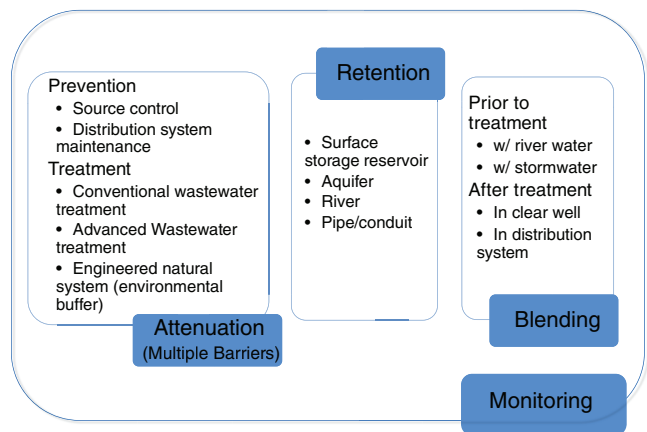 Prevention
• Source control
• Distribution system
maintenance
Treatment
• Conventional wastewater
treatment
• Advanced Wastewater
treatment
• Engineered natural
system (environmental
buffer)
Attenuation
(Multiple Barriers)
Retention
• Surface
storage reservoir
• Aquifer
• River
• Pipe/conduit
Prior to
treatment
• w/ river water
• w/ stormwater
After treatment
• In clear well
• In distribution
system
Blending
Monitoring